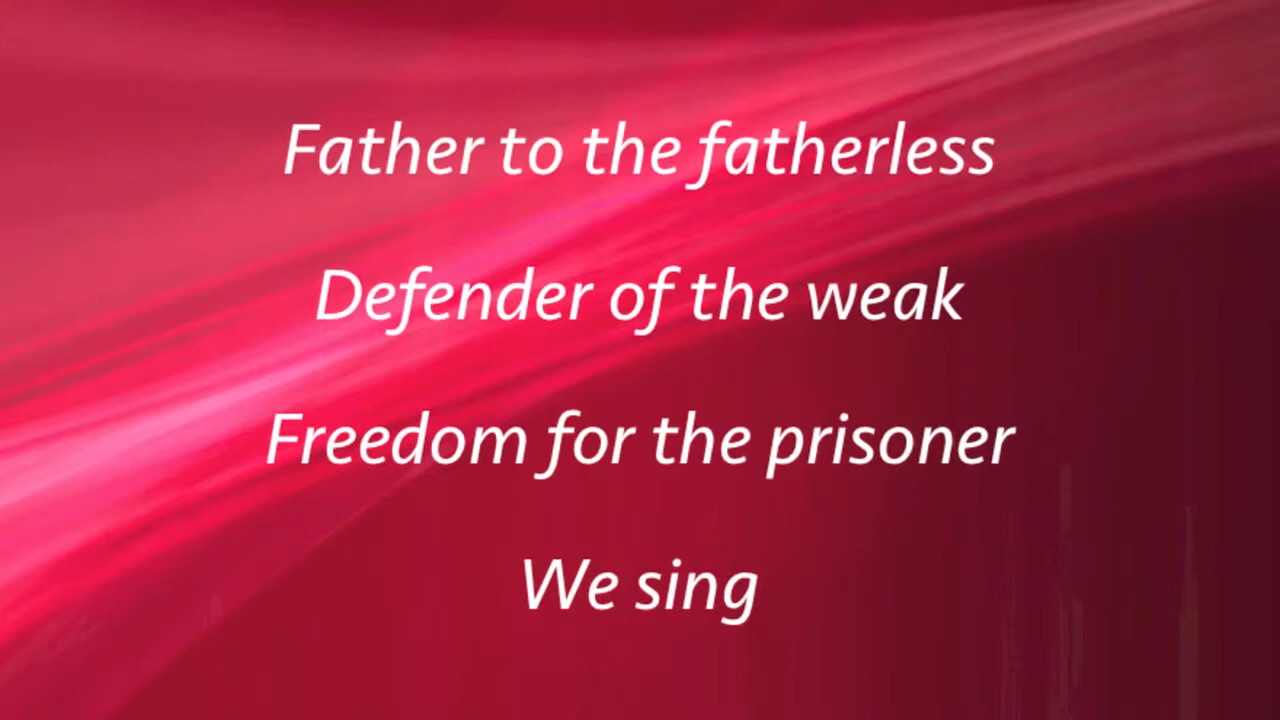 Father to the fatherless
Defender of the weak
Freedom for the prisoner
We sing